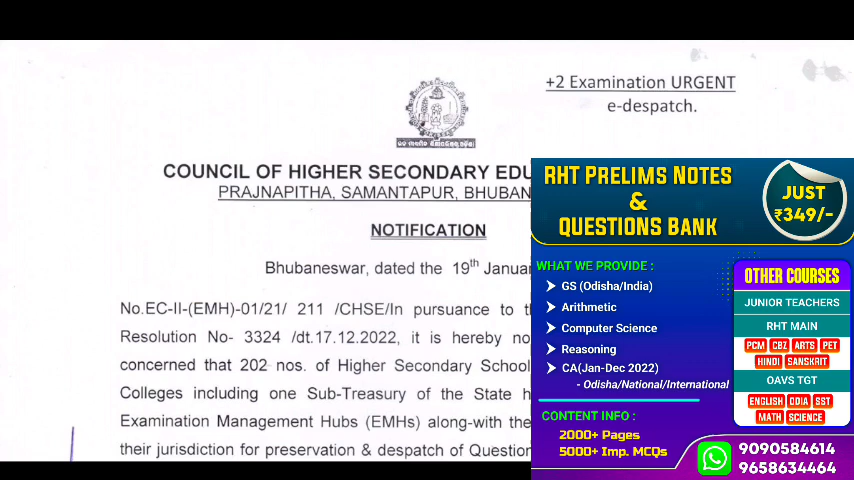 +2 Examination URGENT
e-despatch.
COUNCIL OF HIGHER SECONDARY EDU
PRAJNAPITHA, SAMANTAPUR, BHUBAN
NOTIFICATION
Bhubaneswar, dated the 19th Januar
No.EC-II-(EMH)-01/21/ 211 /CHSE/In pursuance to t
Resolution No- 3324 /dt.17.12.2022, it is hereby no
concerned that 202 nos. of Higher Secondary School
Colleges including one Sub-Treasury of the State h
Examination Management Hubs (EMHs) along-with the
their jurisdiction for preservation & despatch of Question
RHT PRELIMS NOTES
&
QUESTIONS BANK
JUST
₹349/-
WHAT WE PROVIDE :
GS (Odisha/India)
Arithmetic
Computer Science
Reasoning
CA(Jan-Dec 2022)
- Odisha/National/International
CONTENT INFO :
2000+ Pages
5000+ Imp. MCQs
OTHER COURSES
JUNIOR TEACHERS
RHT MAIN
PCM CBZ ARTS PET
HINDI SANSKRIT
OAVS TGT
ENGLISH ODIA SST
MATH SCIENCE
9090584614
9658634464